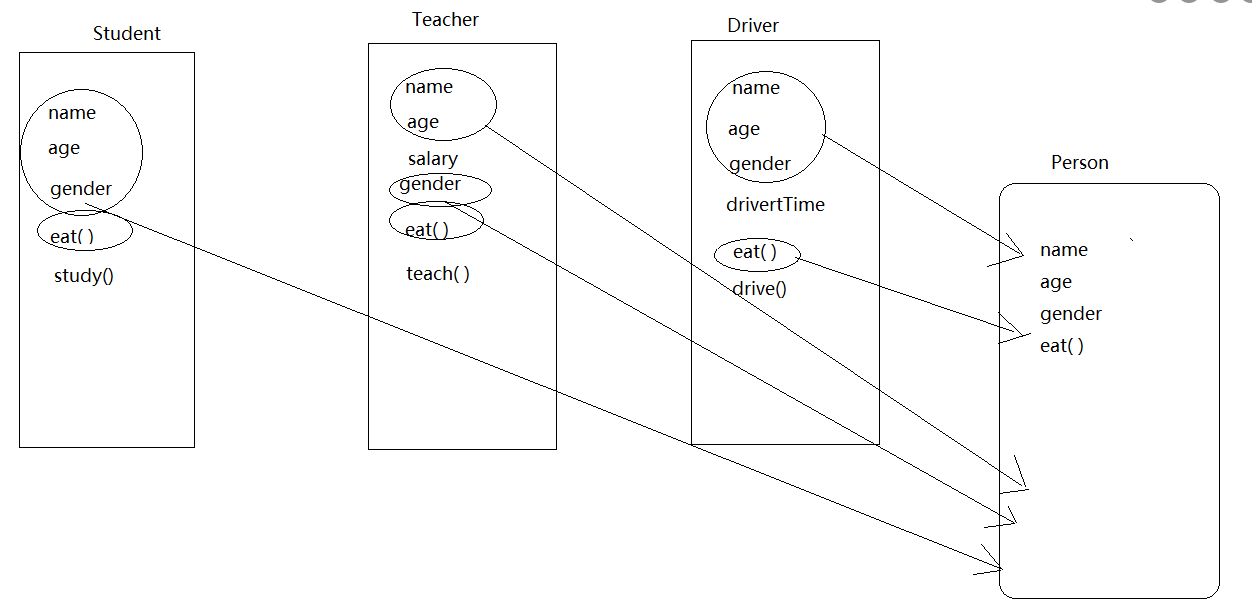 Student
name
age
gender
eat( )
study()
Teacher
name
age
salary
gender
eat( )
teach( )
Driver
name
age
gender
drivertTime
eat( )
drive()
Person
name
age
gender
eat( )